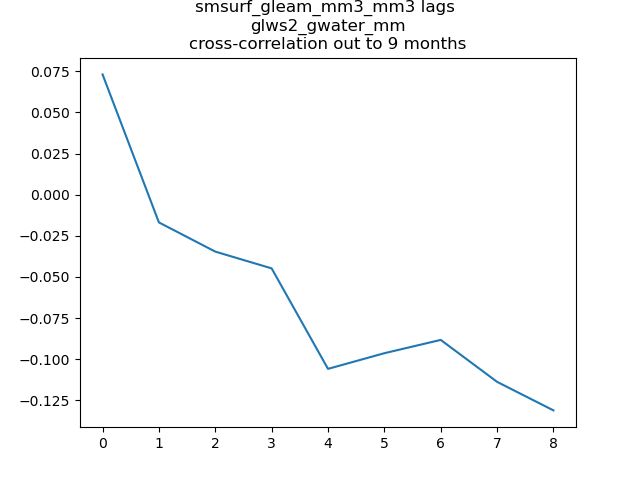 smsurf_gleam_mm3_mm3 lags
glws2_gwater_mm
cross-correlation out to 9 months
0.075
0.050
0.025
0.000
−0.025
−0.050
−0.075
−0.100
−0.125
0 1 2 3 4 5 6 7 8